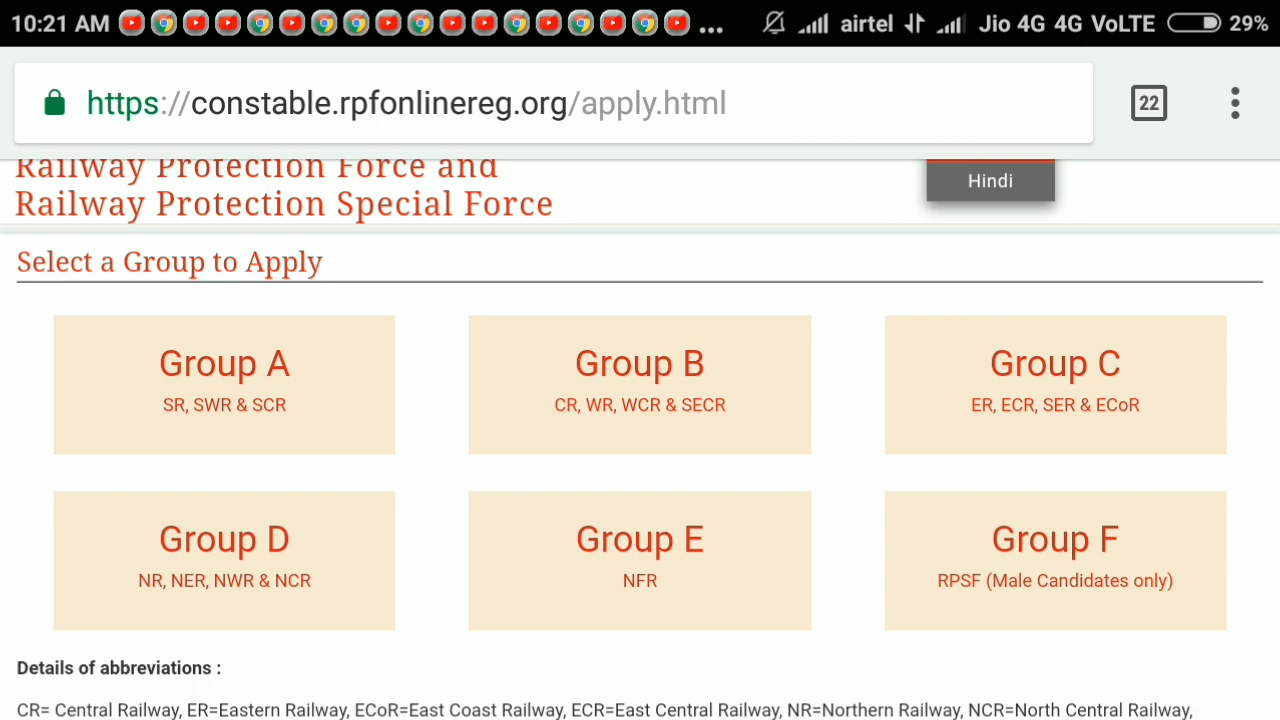 10:21 AM ... airtel Jio 4G 4G VoLTE 29%
https://constable.rpfonlinereg.org/apply.html 22
Railway Protection Force and
Hindi
Railway Protection Special Force
Select a Group to Apply
Group A
SR, SWR & SCR
Group B
CR, WR, WCR & SECR
Group C
ER, ECR, SER & ECoR
Group D
NR, NER, NWR & NCR
Group E
NFR
Group F
RPSF (Male Candidates only)
Details of abbreviations :
CR= Central Railway, ER=Eastern Railway, ECoR=East Coast Railway, ECR=East Central Railway, NR=Northern Railway, NCR=North Central Railway,